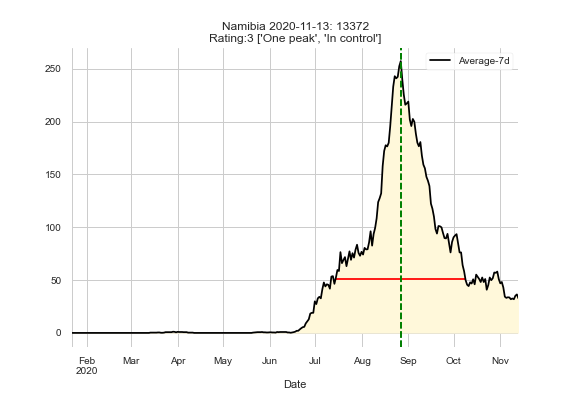 Namibia 2020-11-13: 13372
Rating:3 ['One peak', 'In control']
Average-7d
250
200
150
100
50
0
Feb Mar Apr May Jun Jul Aug Sep Oct Nov
2020
Date